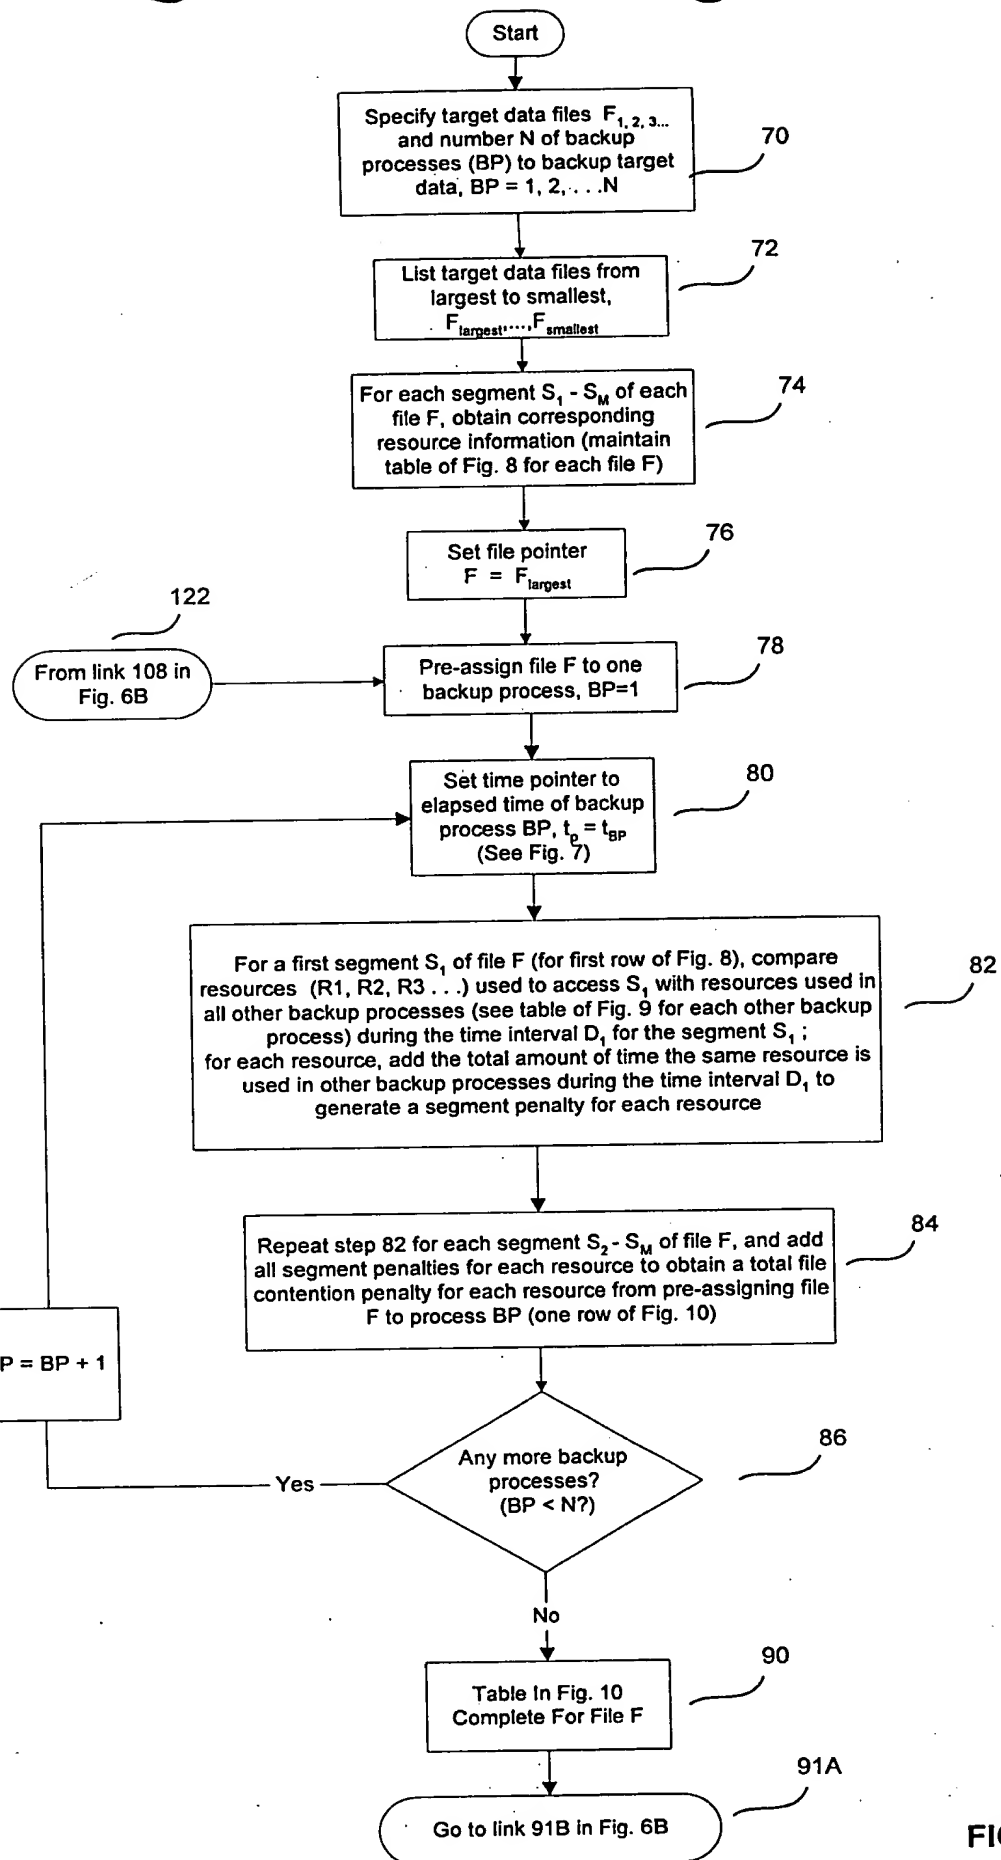 Start
Specify target data files F1, 2, 3...
and number N of backup
processes (BP) to backup target
data, BP = 1, 2, . . .N
70
72
List target data files from
largest to smallest,
Flargest,...,Fsmallest
74
For each segment S1 - SM of each
file F, obtain corresponding
resource information (maintain
table of Fig. 8 for each file F)
76
Set file pointer
F = Flargest
122
From link 108 in
Fig. 6B
78
Pre-assign file F to one
backup process, BP=1
80
Set time pointer to
elapsed time of backup
process BP, tp = tBP
(See Fig. 7)
82
For a first segment S1 of file F (for first row of Fig. 8), compare
resources (R1, R2, R3 . . .) used to access S1 with resources used in
all other backup processes (see table of Fig. 9 for each other backup
process) during the time interval D1 for the segment S1 ;
for each resource, add the total amount of time the same resource is
used in other backup processes during the time interval D1 to
generate a segment penalty for each resource
84
Repeat step 82 for each segment S2 - SM of file F, and add
all segment penalties for each resource to obtain a total file
contention penalty for each resource from pre-assigning file
F to process BP (one row of Fig. 10)
P = BP + 1
86
Any more backup
processes?
(BP < N?)
Yes
No
90
Table In Fig. 10
Complete For File F
91A
Go to link 91B in Fig. 6B
FIG